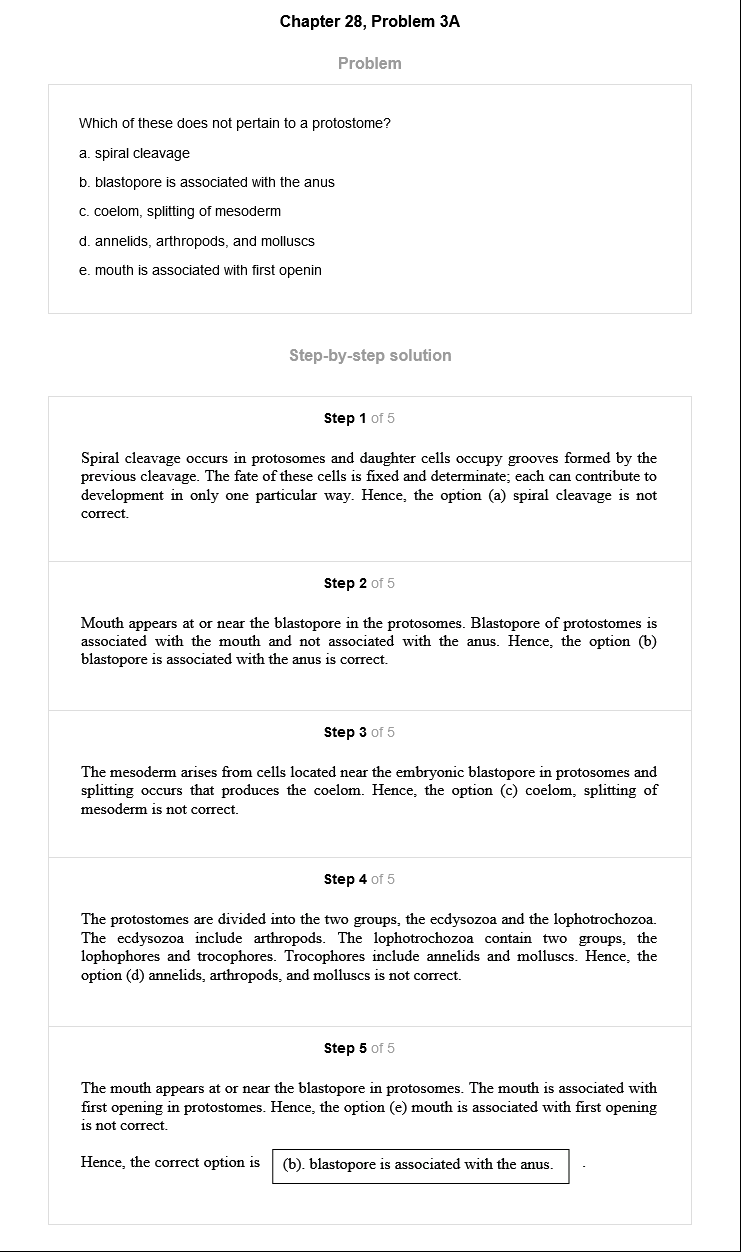 Chapter 28, Problem 3A
Problem
Which of these does not pertain to a protostome?
a. spiral cleavage
b. blastopore is associated with the anus
c. coelom, splitting of mesoderm
d. annelids, arthropods, and molluscs
e. mouth is associated with first openin
Step-by-step solution
Step 1 of 5
Spiral cleavage occurs in protosomes and daughter cells occupy grooves formed by the
previous cleavage. The fate of these cells is fixed and determinate; each can contribute to
development in only one particular way. Hence, the option (a) spiral cleavage is not
correct.
Step 2 of 5
Mouth appears at or near the blastopore in the protosomes. Blastopore of protostomes is
associated with the mouth and not associated with the anus. Hence, the option (b)
blastopore is associated with the anus is correct.
Step 3 of 5
The mesoderm arises from cells located near the embryonic blastopore in protosomes and
splitting occurs that produces the coelom. Hence, the option (c) coelom, splitting of
mesoderm is not correct.
Step 4 of 5
The protostomes are divided into the two groups, the ecdysozoa and the lophotrochozoa.
The ecdysozoa include arthropods. The lophotrochozoa contain two groups, the
lophophores and trocophores. Trocophores include annelids and molluscs. Hence, the
option (d) annelids, arthropods, and molluscs is not correct.
Step 5 of 5
The mouth appears at or near the blastopore in protosomes. The mouth is associated with
first opening in protostomes. Hence, the option (e) mouth is associated with first opening
is not correct.
Hence, the correct option is (b). blastopore is associated with the anus. .